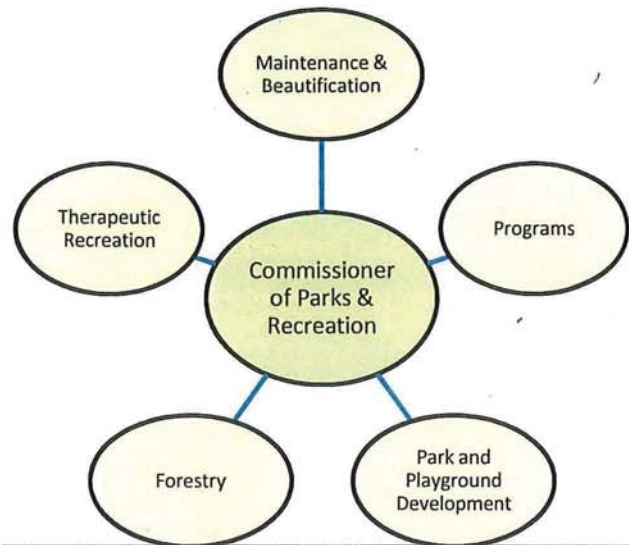 Maintenance &
Beautification
Therapeutic
Recreation
Programs
Commissioner
of Parks &
Recreation
Forestry
Park and
Playground
Development